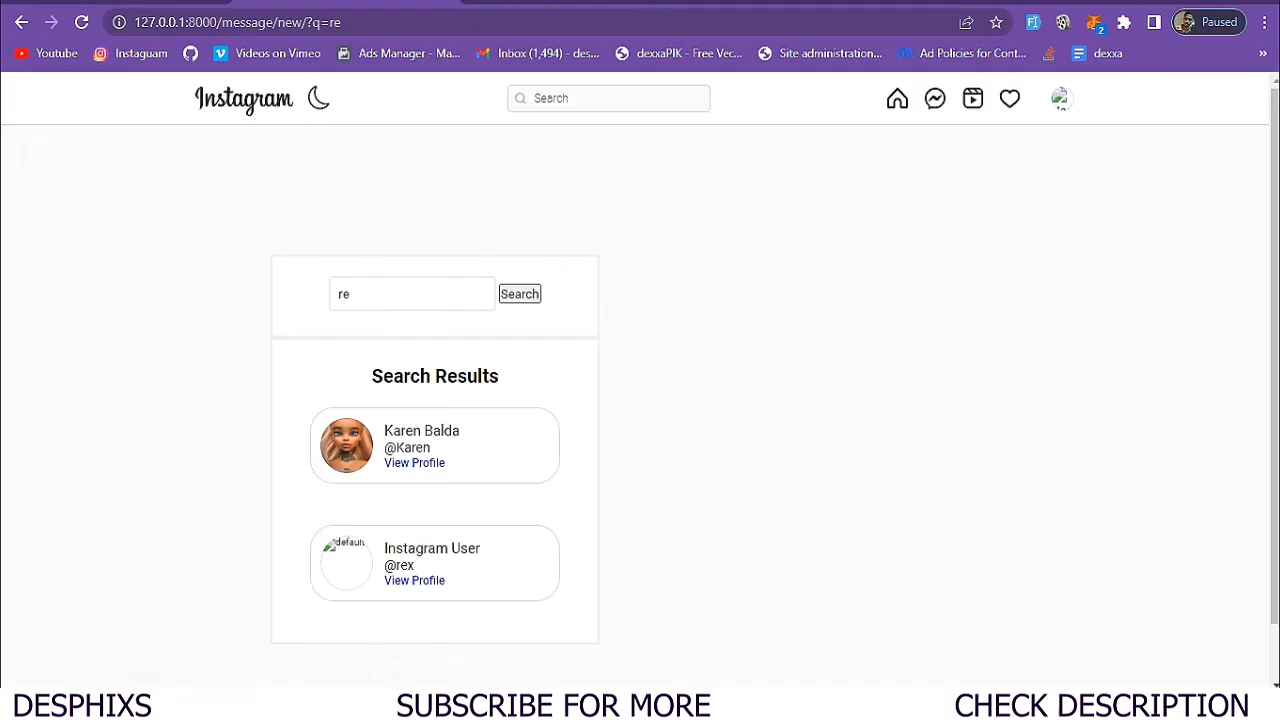 127.0.0.1:8000/message/new/?q=re
Paused
2
Youtube
Instaguam
Videos on Vimeo
Ads Manager - Ma...
Inbox (1,494) - des...
dexxaPIK - Free Vec...
Site administration...
Ad Policies for Cont...
dexxa
»
Instagram
Search
re
Search
Search Results
Karen Balda
@Karen
View Profile
Instagram User
@rex
View Profile
DESPHIXS
SUBSCRIBE FOR MORE
CHECK DESCRIPTION